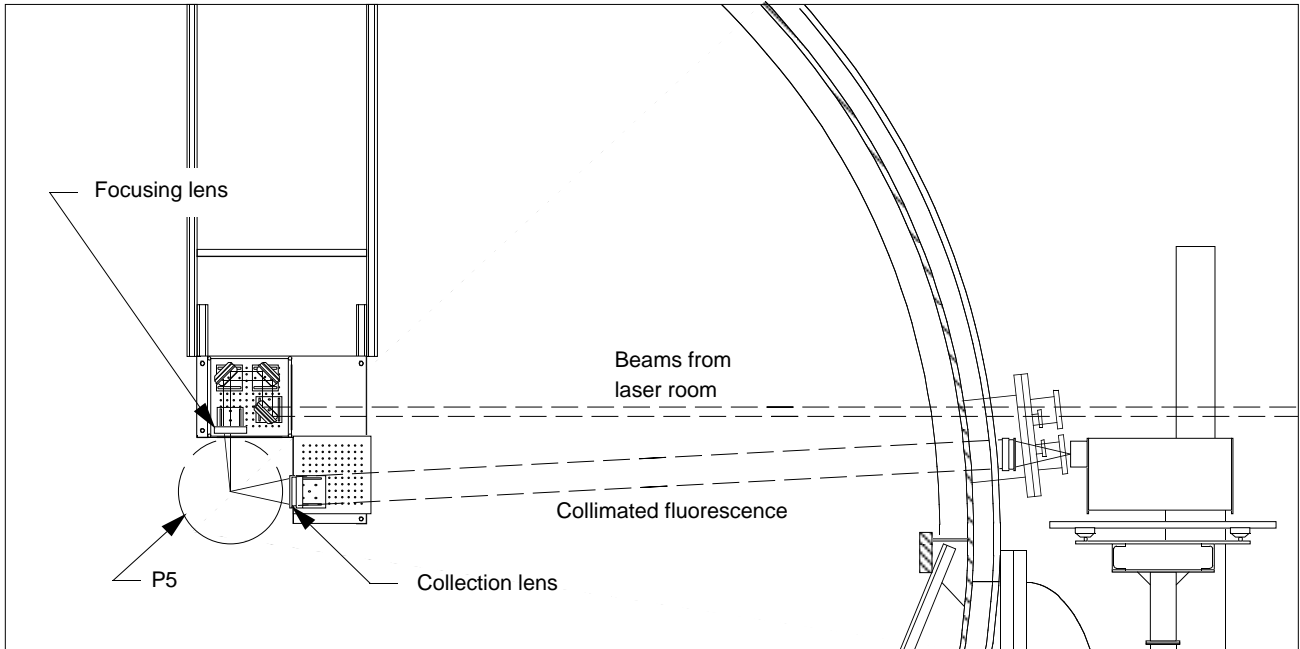 Focusing lens
Beams from
laser room
Collimated fluorescence
P5
Collection lens